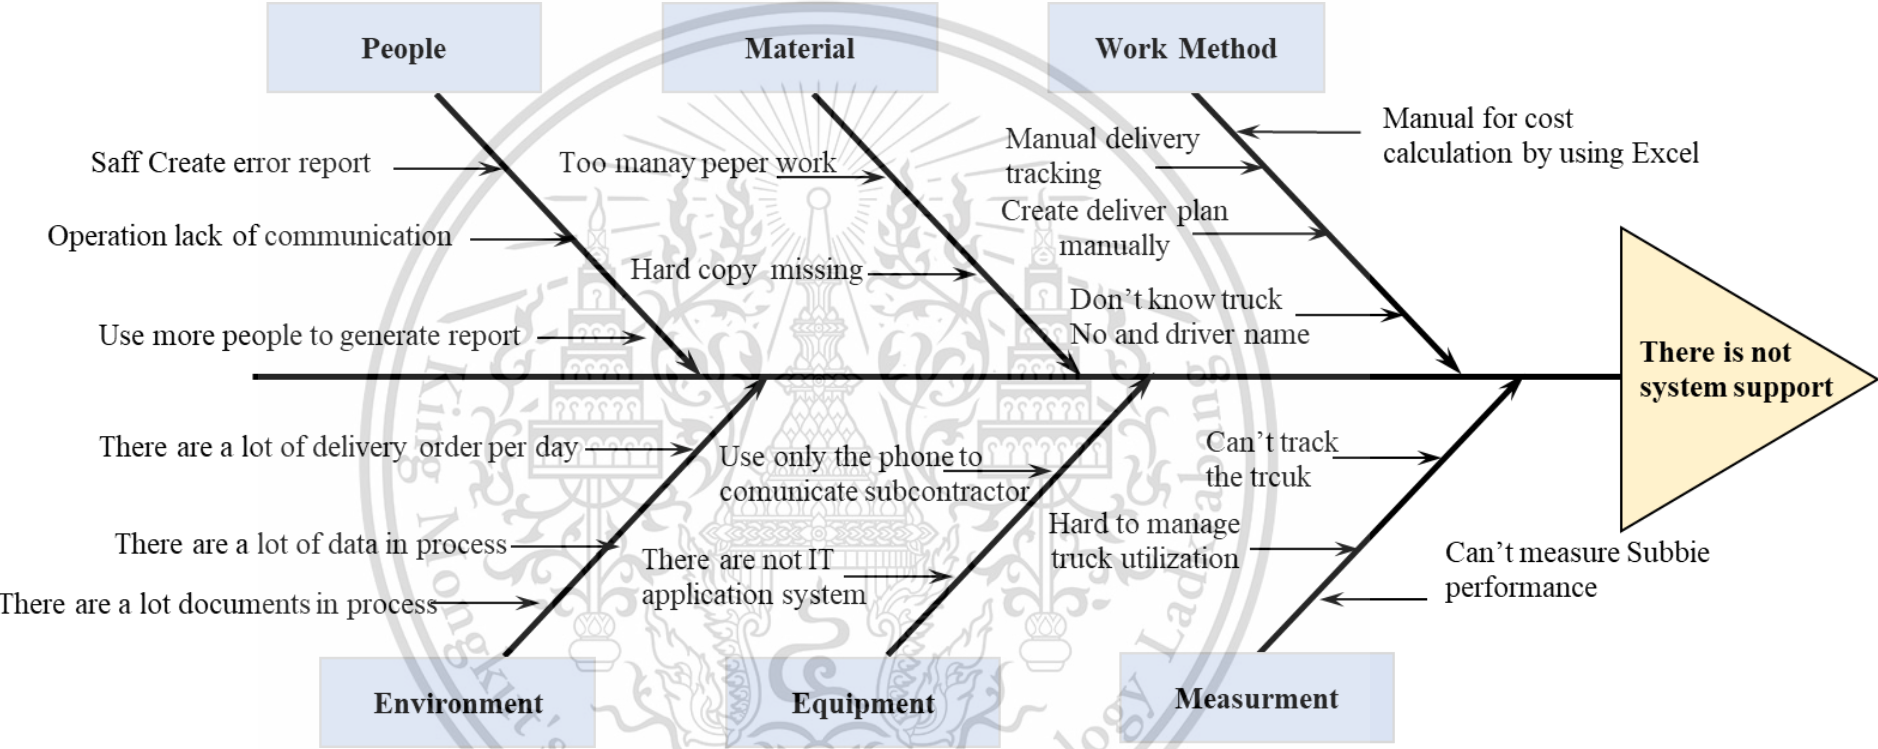 People
Material
Work Method
Manual for cost
calculation by using Excel
Manual delivery
tracking
Saff Create error report
Too manay peper work
Create deliver plan
manually
Operation lack of communication
Hard copy missing
Don't know truck
No and driver name
Use more people to generate report
There is not
system support
There are a lot of delivery order per day
Use only the phone to
comunicate subcontractor
Can't track
the trcuk
There are a lot of data in process
There are not IT
application system
Hard to manage
truck utilization
Can't measure Subbie
performance
There are a lot documents in process
Environment
Equipment
Measurment
King Mongkut's